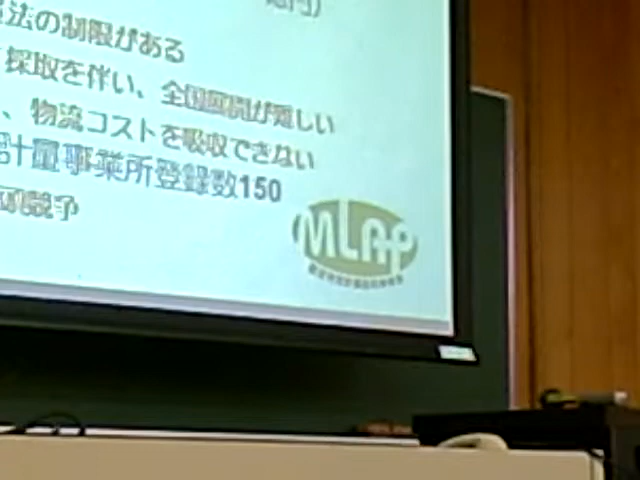 法の制限がある
採取を伴い、全国展開が難しい
、物流コストを吸収できない
計量事業所登録数150
競争
MLAP